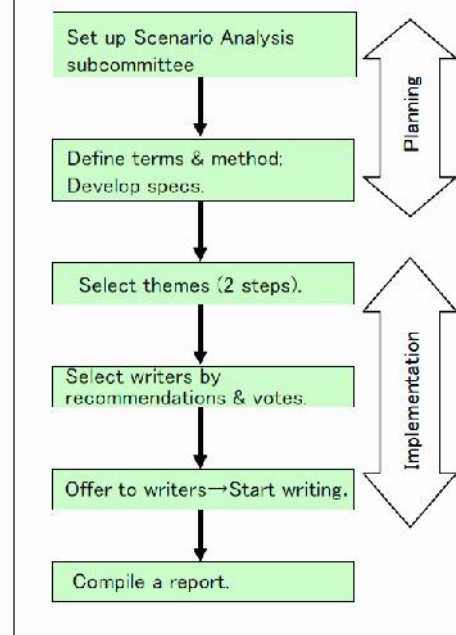 Set up Scenario Analysis
subcommittee
Planning
Define terms & method;
Develop specs.
Select themes (2 steps).
Select writers by
recommendations & votes.
Implementation
Offer to writers→Start writing.
Compile a report.